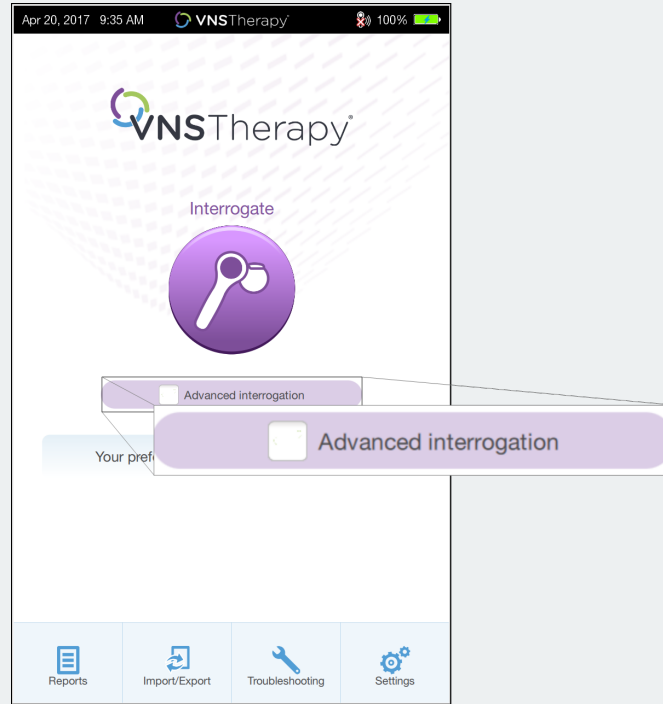 Apr 20, 2017 9:35 AM VNSTherapy® 100%
VNSTherapy®
Interrogate
Advanced interrogation
Advanced interrogation
Your pref
Reports Import/Export Troubleshooting Settings